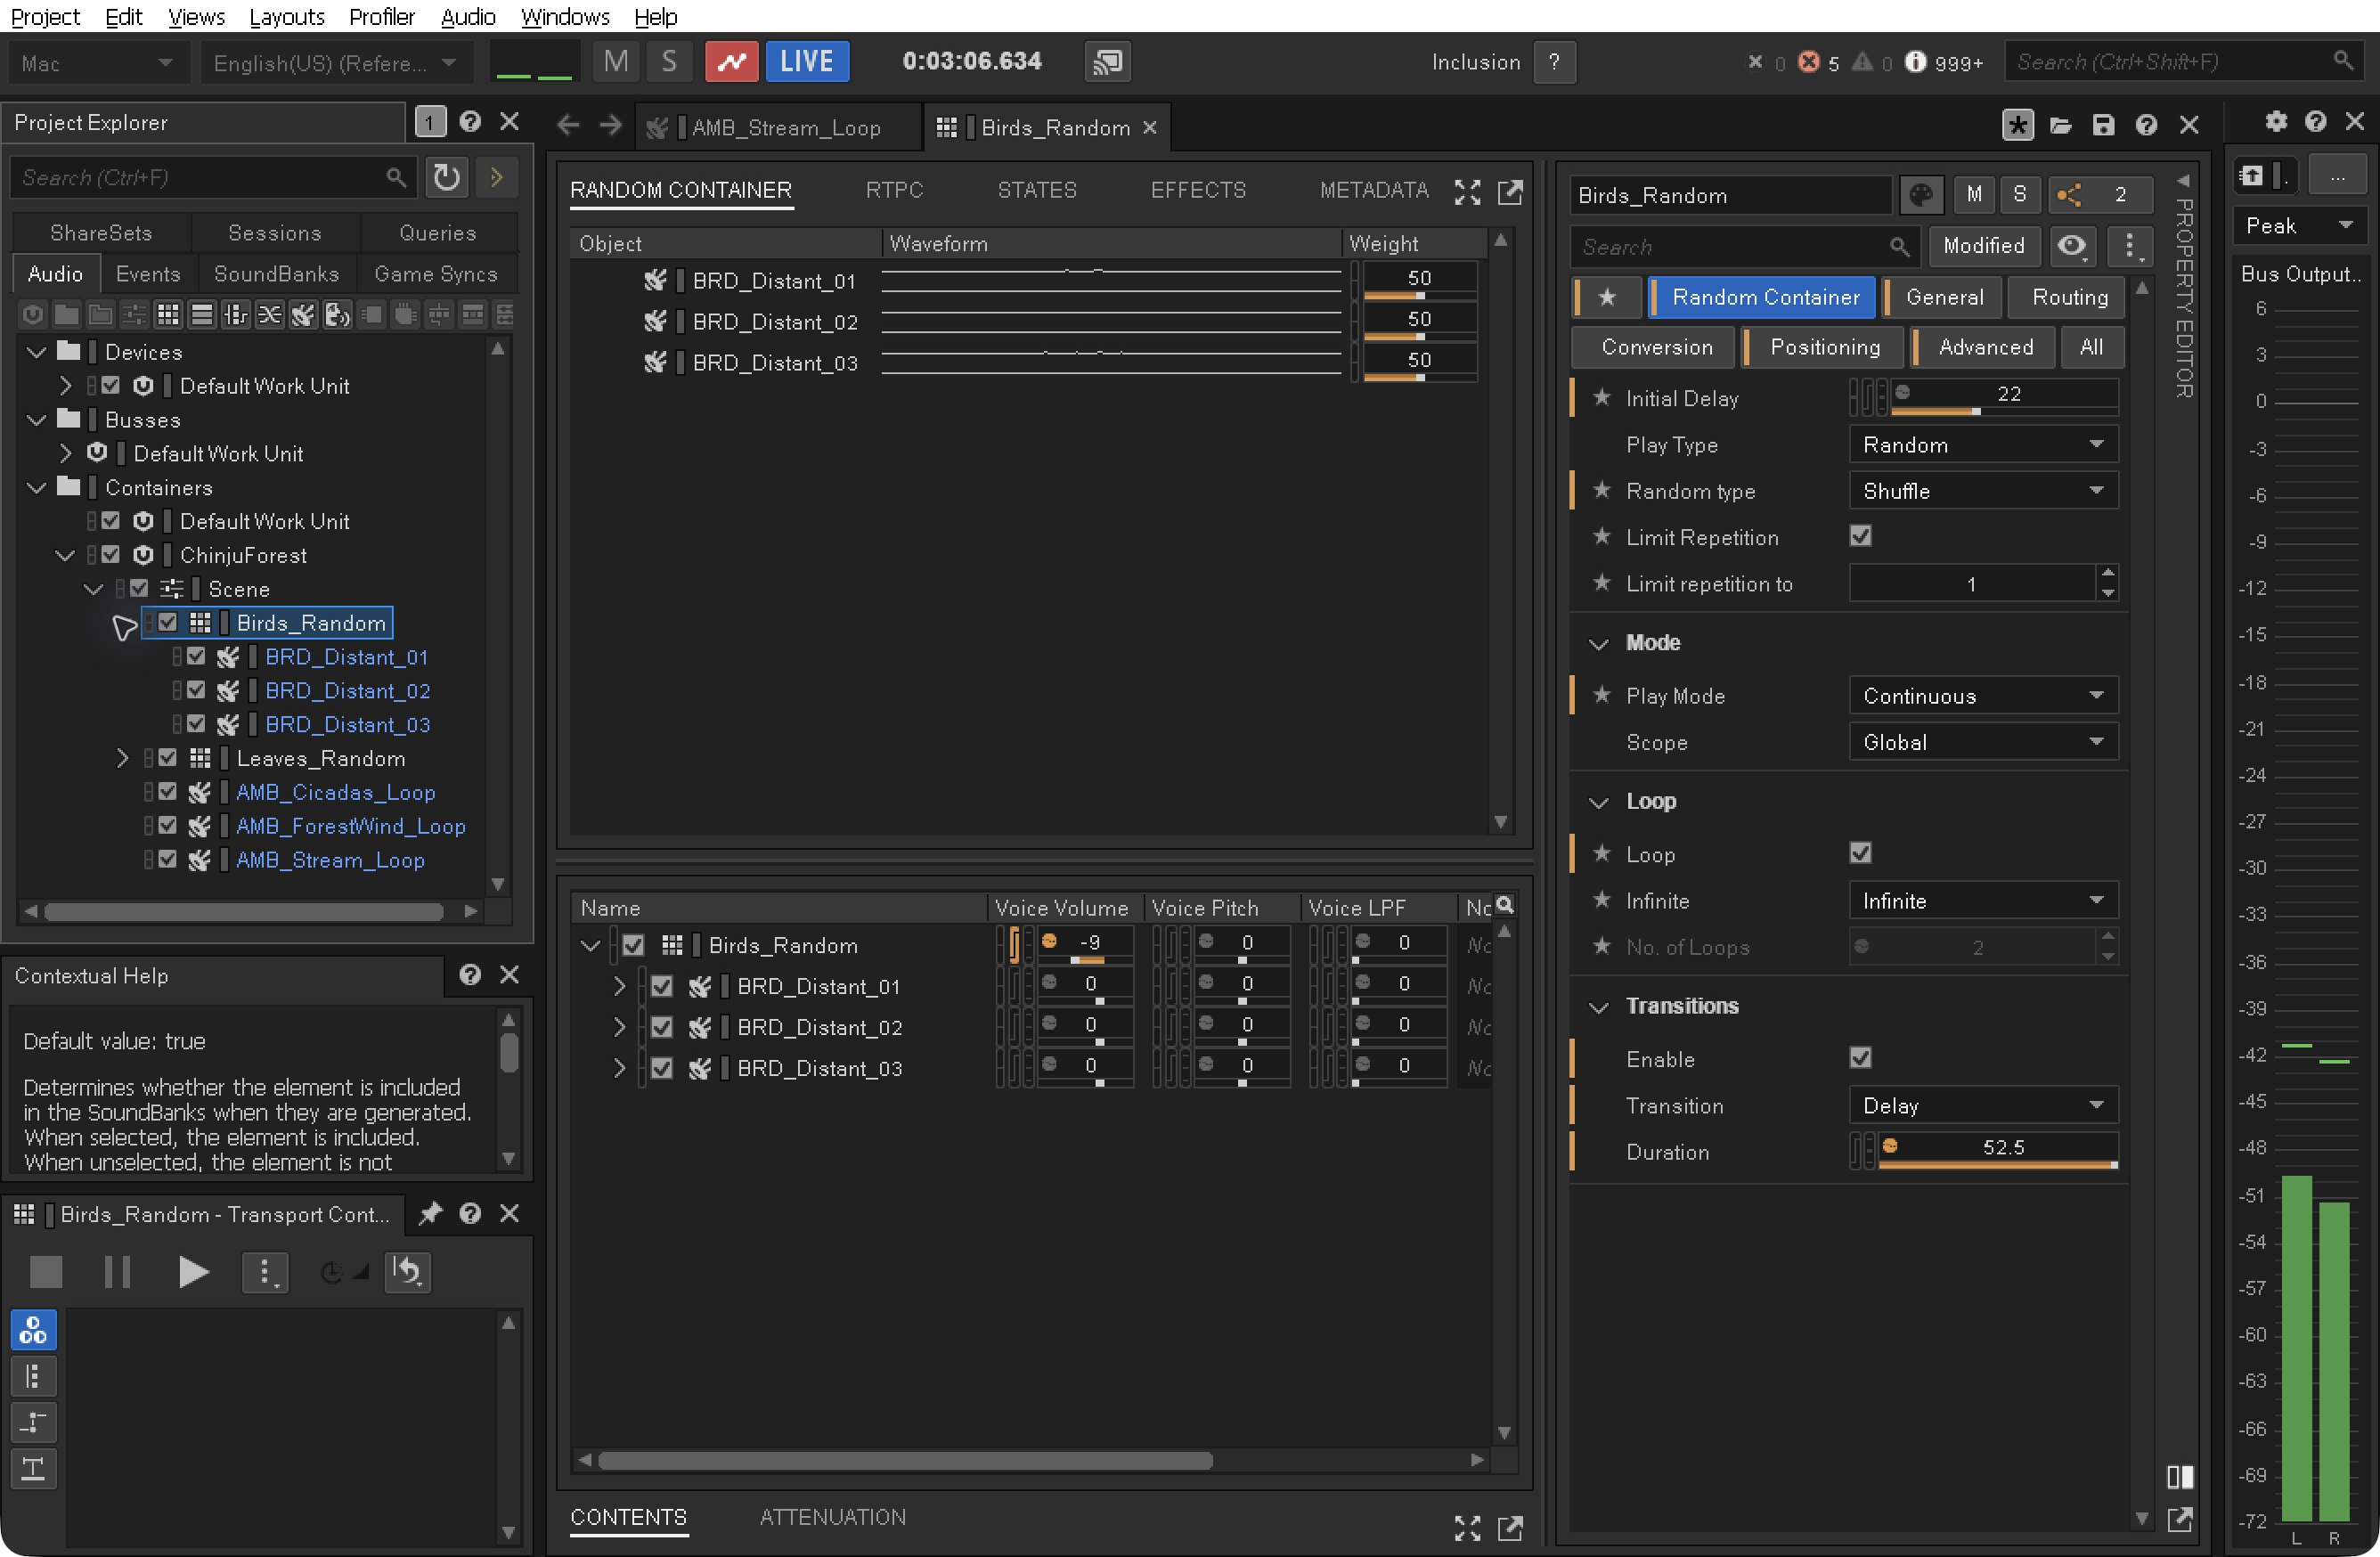 Project Edit Views Layouts Profiler Audio Windows Help
Mac English(US) (Refere... M S LIVE 0:03:06.634 Inclusion ? 0 5 0 999+ Search (Ctrl+Shift+F)
Project Explorer 1
Search (Ctrl+F)
ShareSets Sessions Queries
Audio Events SoundBanks Game Syncs
Devices
Default Work Unit
Busses
Default Work Unit
Containers
Default Work Unit
ChinjuForest
Scene
Birds_Random
BRD_Distant_01
BRD_Distant_02
BRD_Distant_03
Leaves_Random
AMB_Cicadas_Loop
AMB_ForestWind_Loop
AMB_Stream_Loop
Contextual Help
Default value: true
Determines whether the element is included
in the SoundBanks when they are generated.
When selected, the element is included.
When unselected, the element is not
Birds_Random - Transport Cont...
AMB_Stream_Loop Birds_Random
RANDOM CONTAINER RTPC STATES EFFECTS METADATA
Object Waveform Weight
BRD_Distant_01 50
BRD_Distant_02 50
BRD_Distant_03 50
Name Voice Volume Voice Pitch Voice LPF
Birds_Random -9 0 0
BRD_Distant_01 0 0 0
BRD_Distant_02 0 0 0
BRD_Distant_03 0 0 0
CONTENTS ATTENUATION
Birds_Random M S 2
Search Modified
Random Container General Routing
Conversion Positioning Advanced All
Initial Delay 22
Play Type Random
Random type Shuffle
Limit Repetition
Limit repetition to 1
Mode
Play Mode Continuous
Scope Global
Loop
Loop
Infinite Infinite
No. of Loops 2
Transitions
Enable
Transition Delay
Duration 52.5
PROPERTY EDITOR
...
Peak
Bus Output..
6
3
0
-3
-6
-9
-12
-15
-18
-21
-24
-27
-30
-33
-36
-39
-42
-45
-48
-51
-54
-57
-60
-63
-66
-69
-72
L R